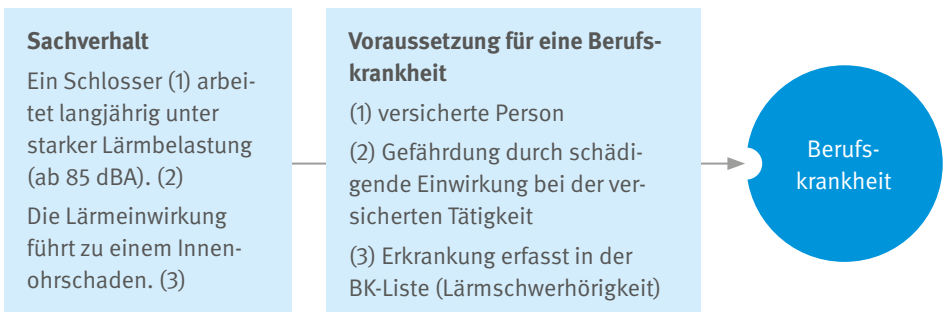 Sachverhalt
Ein Schlosser (1) arbei-
tet langjährig unter
starker Lärmbelastung
(ab 85 dBA). (2)
Die Lärmeinwirkung
führt zu einem Innen-
ohrschaden. (3)
Voraussetzung für eine Berufs-
krankheit
(1) versicherte Person
(2) Gefährdung durch schädi-
gende Einwirkung bei der ver-
sicherten Tätigkeit
(3) Erkrankung erfasst in der
BK-Liste (Lärmschwerhörigkeit)
Berufs-
krankheit